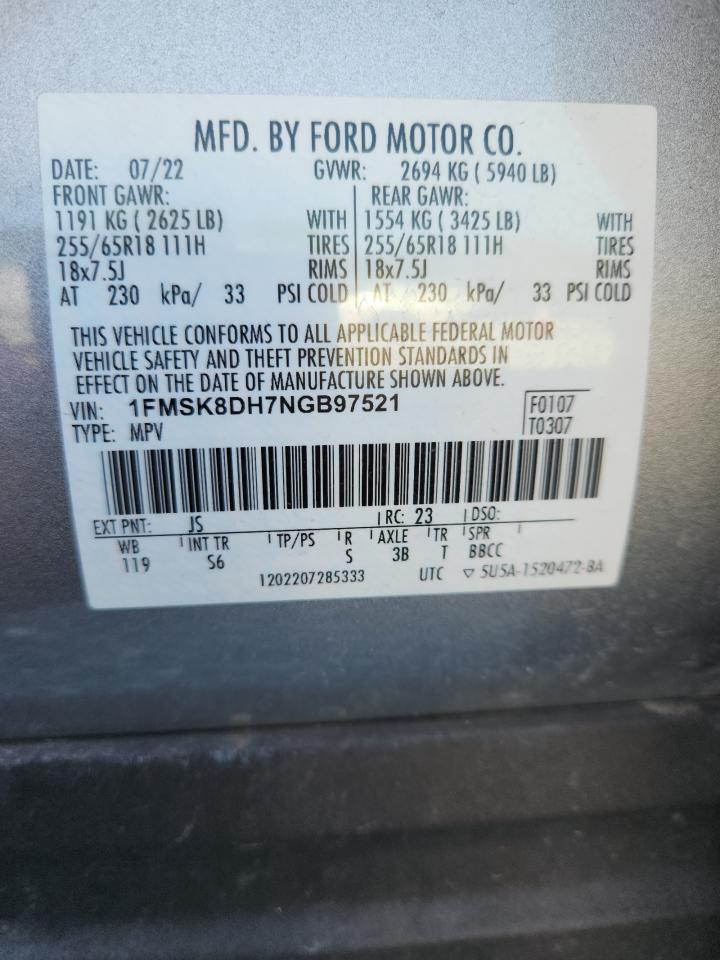 MFD. BY FORD MOTOR CO.
DATE: 07/22 GVWR: 2694 KG ( 5940 LB)
FRONT GAWR: REAR GAWR:
1191 KG ( 2625 LB) WITH 1554 KG ( 3425 LB) WITH
255/65R18 111H TIRES 255/65R18 111H TIRES
18x7.5J RIMS 18x7.5J RIMS
AT 230 kPa/ 33 PSI COLD AT 230 kPa/ 33 PSI COLD
THIS VEHICLE CONFORMS TO ALL APPLICABLE FEDERAL MOTOR
VEHICLE SAFETY AND THEFT PREVENTION STANDARDS IN
EFFECT ON THE DATE OF MANUFACTURE SHOWN ABOVE.
VIN: 1FMSK8DH7NGB97521 F0107
TYPE: MPV T0307
EXT PNT: JS RC: 23 DSO:
WB INT TR TP/PS R AXLE TR SPR
119 S6 S 3B T BBCC
1202207285333 UTC ▽ SU5A-1520472-BA